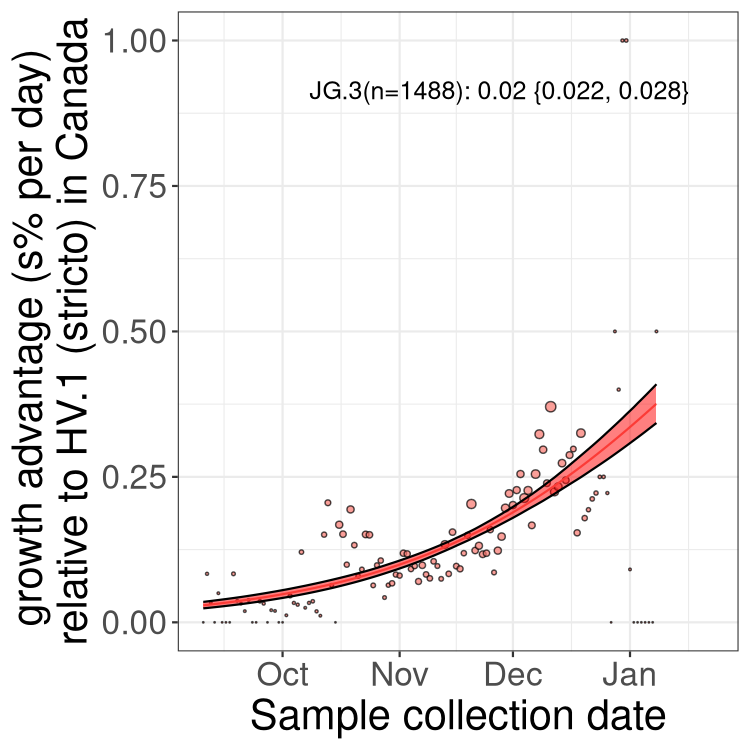 growth advantage (s% per day)
relative to HV.1 (stricto) in Canada
1.00
0.75
0.50
0.25
0.00
JG.3(n=1488): 0.02 {0.022, 0.028}
Oct Nov Dec Jan
Sample collection date